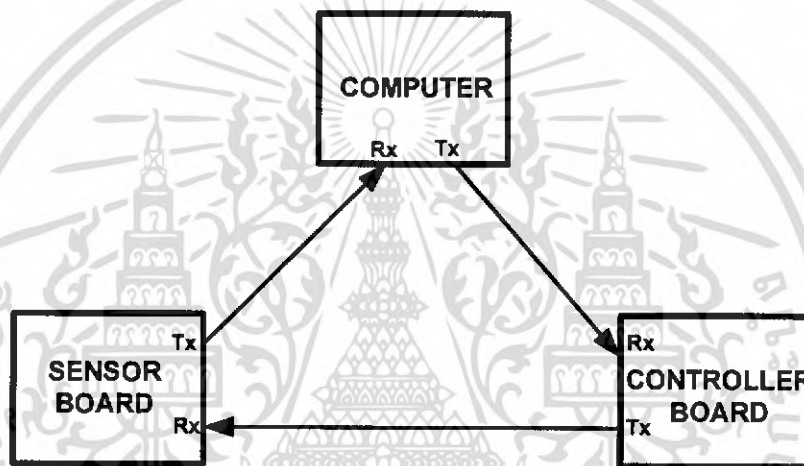 COMPUTER
Rx Tx
Tx
SENSOR
BOARD
Rx
Rx
CONTROLLER
BOARD
Tx